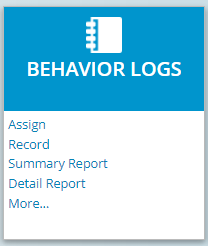 BEHAVIOR LOGS
Assign
Record
Summary Report
Detail Report
More...